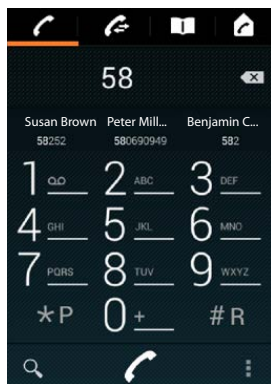 58
Susan Brown Peter Mill... Benjamin C...
58252 580690949 582
1 2 ABC 3 DEF
4 GHI 5 JKL 6 MNO
7 PQRS 8 TUV 9 WXYZ
*P 0 + #R